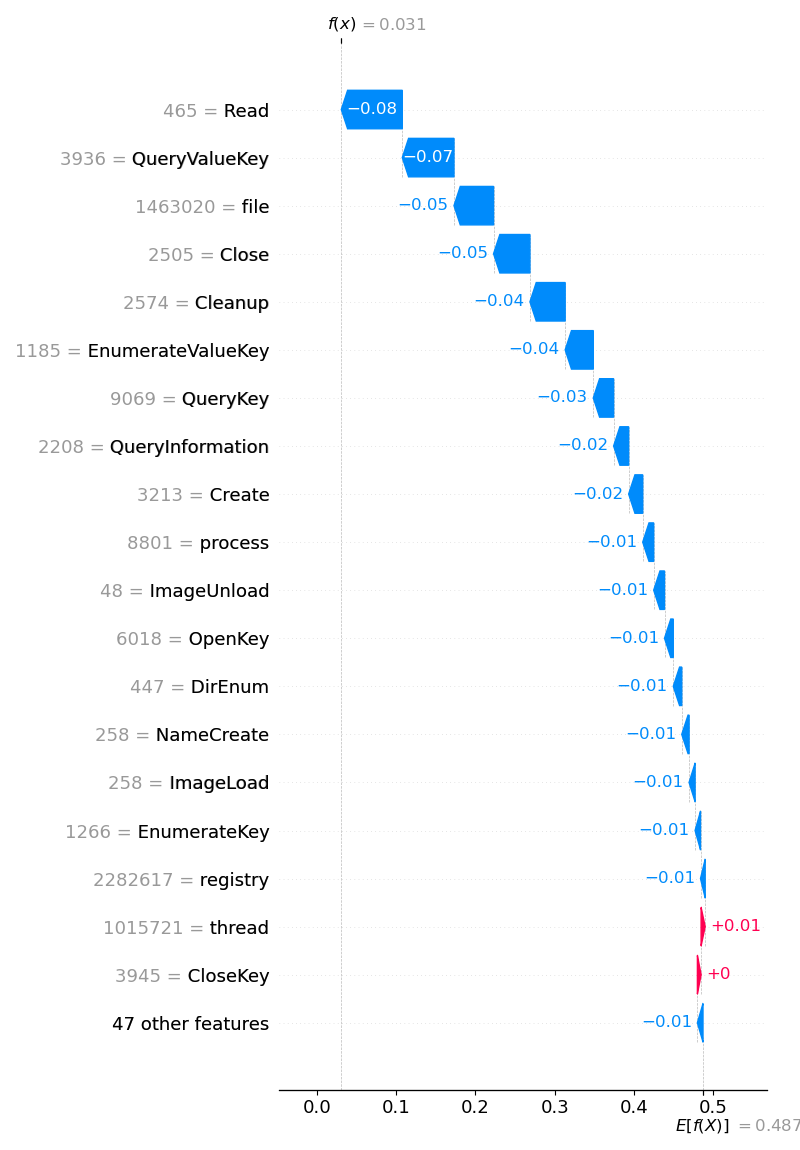 f(x) = 0.031
465 = Read
−0.08
3936 = QueryValueKey
−0.07
1463020 = file
−0.05
2505 = Close
−0.05
2574 = Cleanup
−0.04
1185 = EnumerateValueKey
−0.04
9069 = QueryKey
−0.03
2208 = QueryInformation
−0.02
3213 = Create
−0.02
8801 = process
−0.01
48 = ImageUnload
−0.01
6018 = OpenKey
−0.01
447 = DirEnum
−0.01
258 = NameCreate
−0.01
258 = ImageLoad
−0.01
1266 = EnumerateKey
−0.01
2282617 = registry
−0.01
1015721 = thread
+0.01
3945 = CloseKey
+0
47 other features
−0.01
0.0 0.1 0.2 0.3 0.4 0.5
E[f(X)] = 0.487